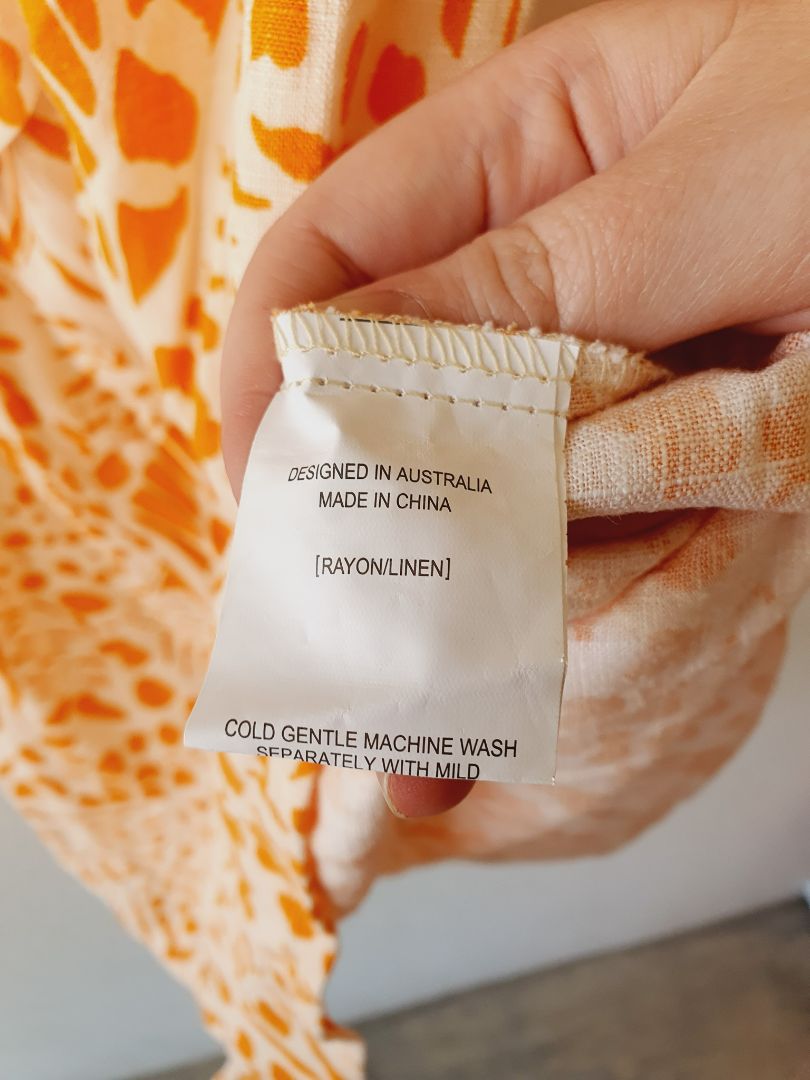 DESIGNED IN AUSTRALIA
MADE IN CHINA
[RAYON/LINEN]
COLD GENTLE MACHINE WASH
SEPARATELY WITH MILD